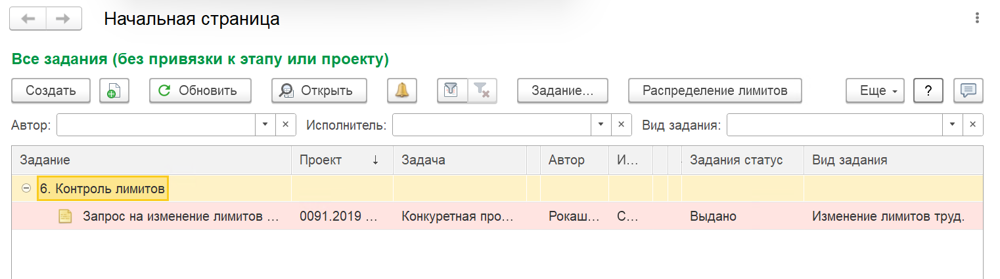 Начальная страница
Все задания (без привязки к этапу или проекту)
Создать Обновить Открыть Задание... Распределение лимитов Еще ?
Автор: Исполнитель: Вид задания:
Задание Проект Задача Автор И... Задания статус Вид задания
6. Контроль лимитов
Запрос на изменение лимитов ... 0091.2019 ... Конкуретная про... Рокаш... С... Выдано Изменение лимитов труд.